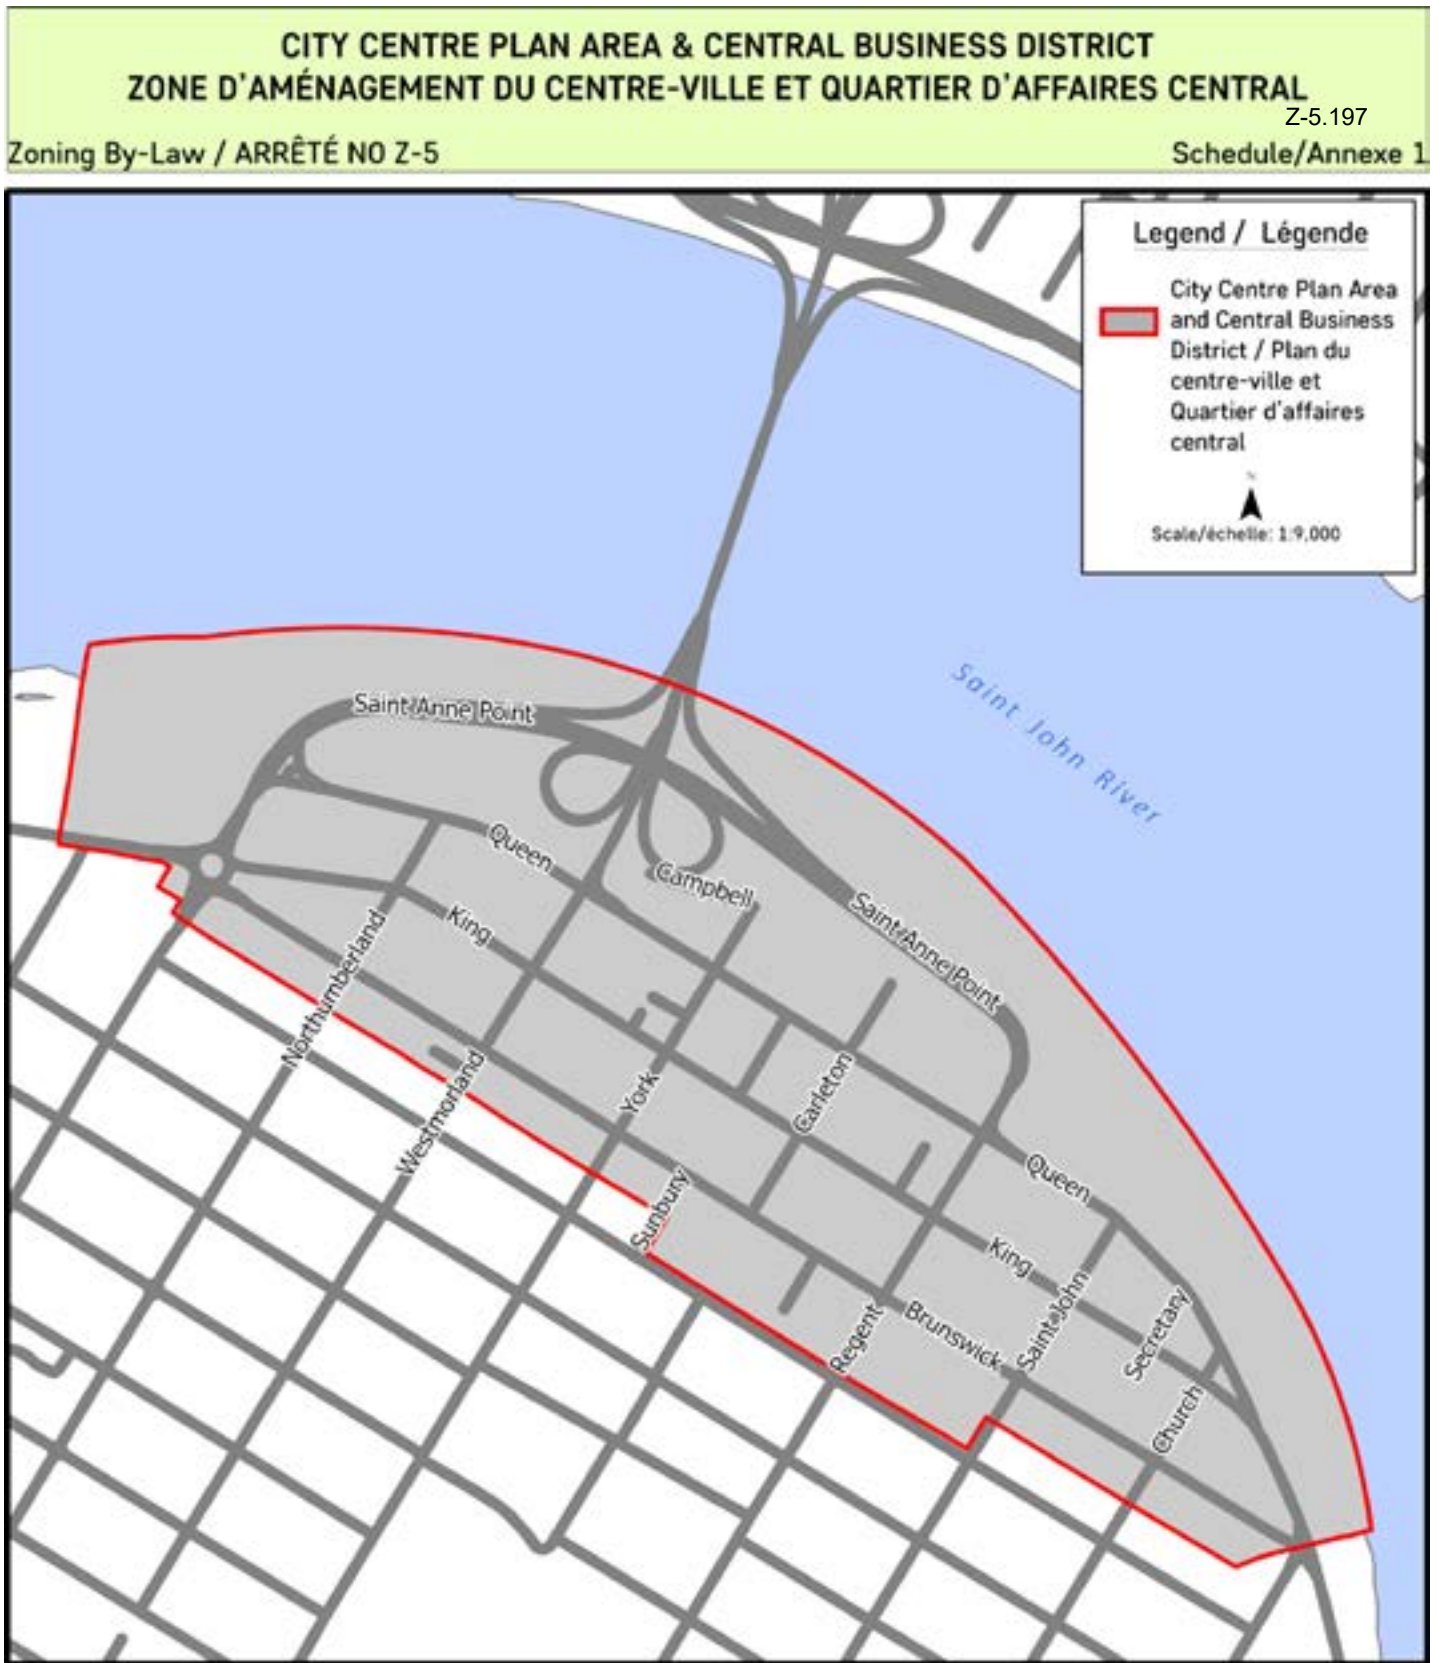 CITY CENTRE PLAN AREA & CENTRAL BUSINESS DISTRICT
ZONE D'AMÉNAGEMENT DU CENTRE-VILLE ET QUARTIER D'AFFAIRES CENTRAL
Z-5.197
Zoning By-Law / ARRÊTÉ NO Z-5
Schedule/Annexe 1
Legend / Légende
City Centre Plan Area
and Central Business
District / Plan du
centre-ville et
Quartier d'affaires
central
N
Scale/échelle: 1:9,000
Saint John River
Saint Anne Point
Queen
Campbell
King
Saint Anne Point
Northumberland
Westmorland
York
Carleton
Sunbury
Queen
King
Regent
Brunswick
Saint John
Secretary
Church